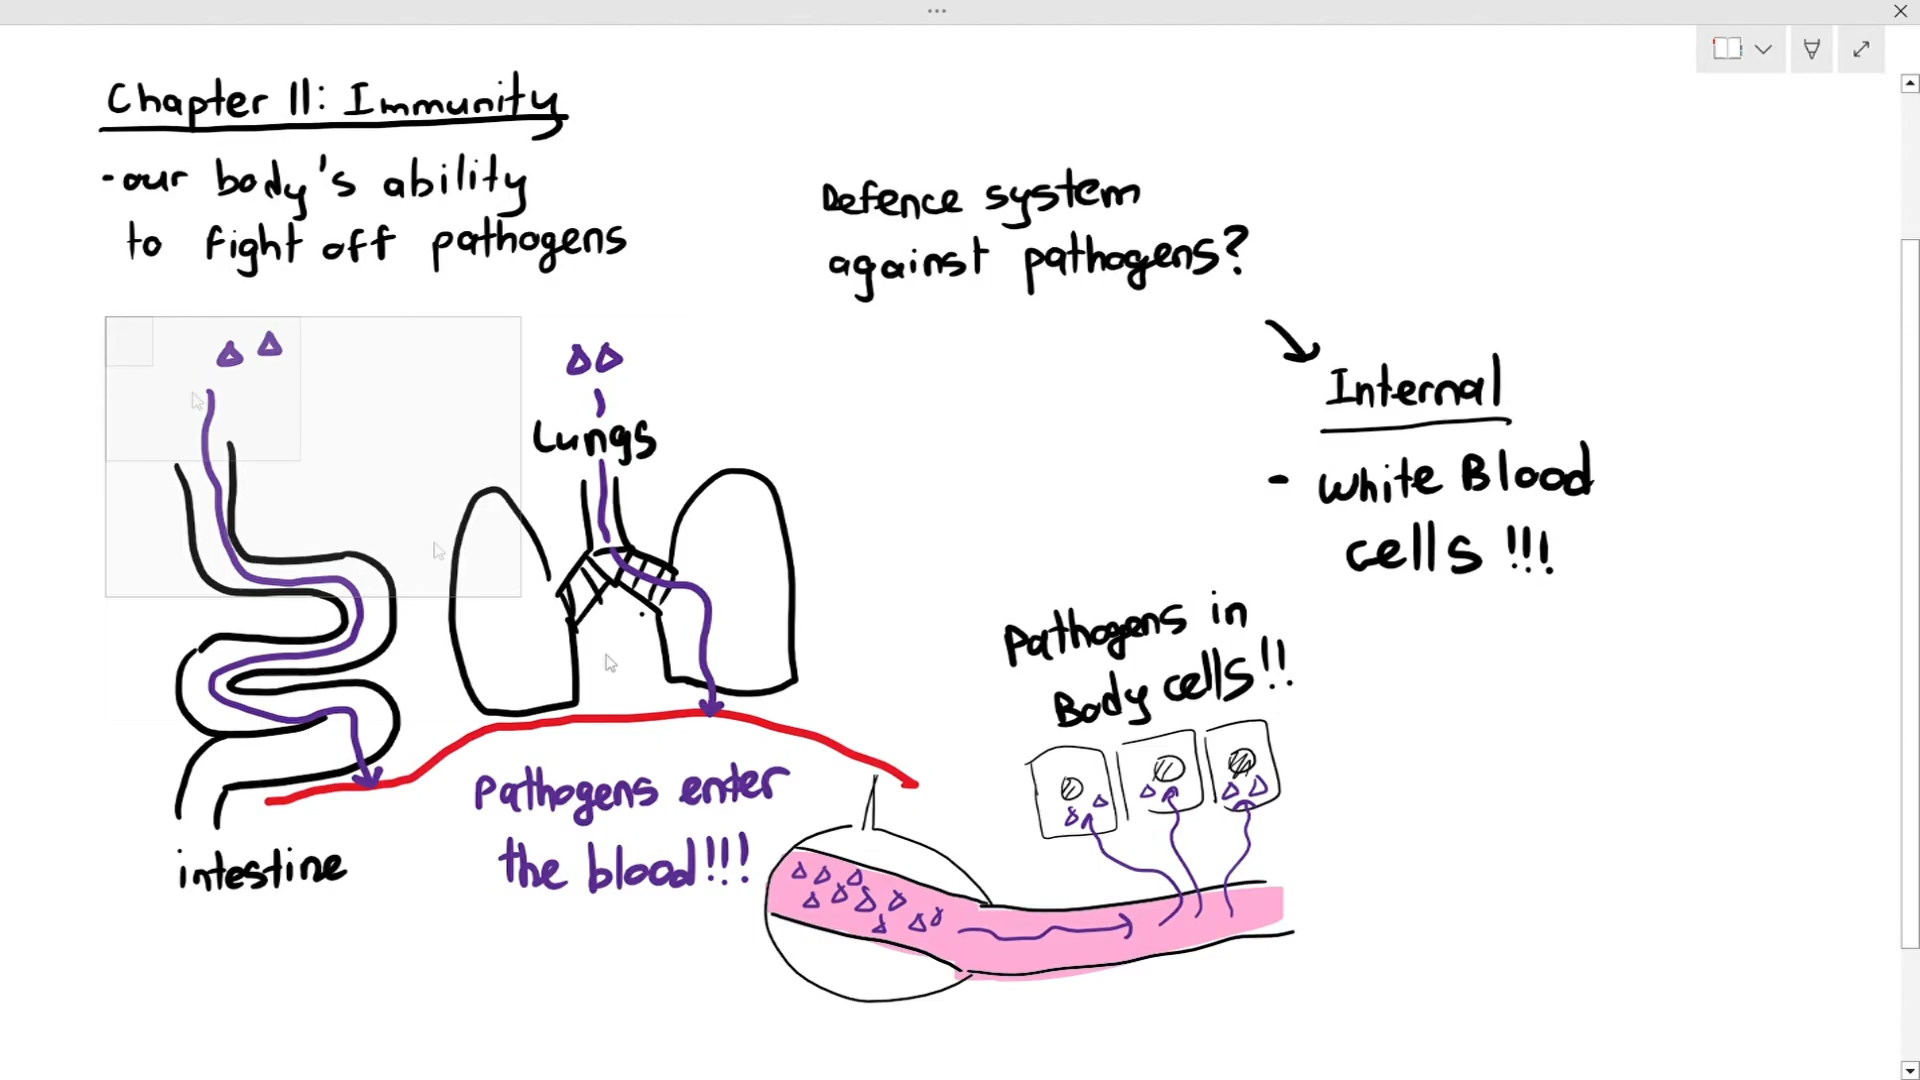 Chapter 11: Immunity
- our body's ability
to fight off pathogens
Defence system
against pathogens?
Internal
- White Blood
cells !!!
Lungs
Pathogens in
Body cells!!
Pathogens enter
the blood!!!
intestine